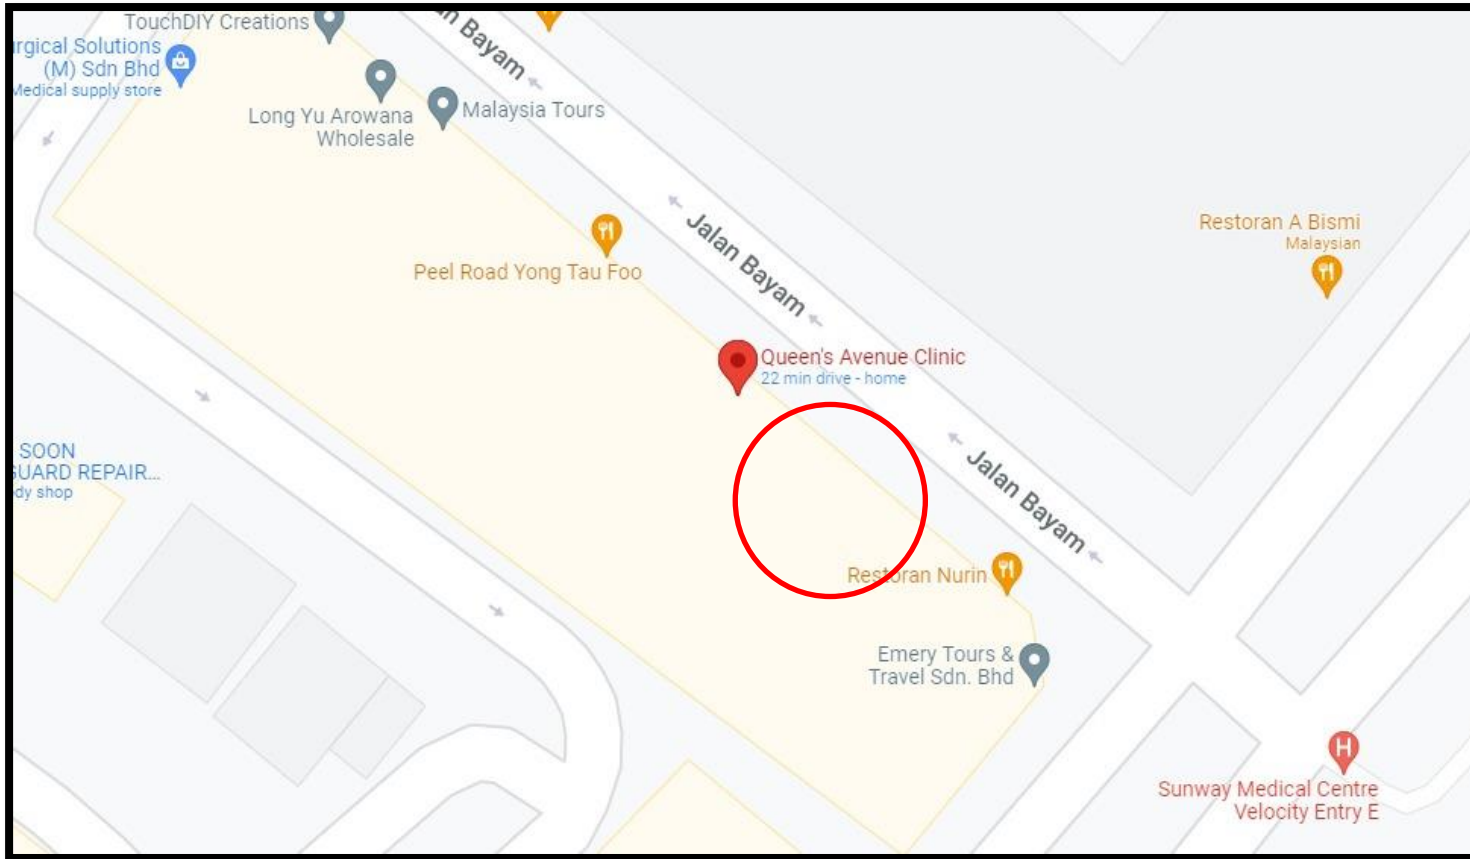 TouchDIY Creations
Bayam
rgical Solutions
(M) Sdn Bhd
Medical supply store
Long Yu Arowana
Wholesale
Malaysia Tours
Jalan Bayam
Restoran A Bismi
Malaysian
Peel Road Yong Tau Foo
Queen's Avenue Clinic
22 min drive - home
SOON
GUARD REPAIR...
dy shop
Jalan Bayam
Restoran Nurin
Emery Tours &
Travel Sdn. Bhd
H
Sunway Medical Centre
Velocity Entry E